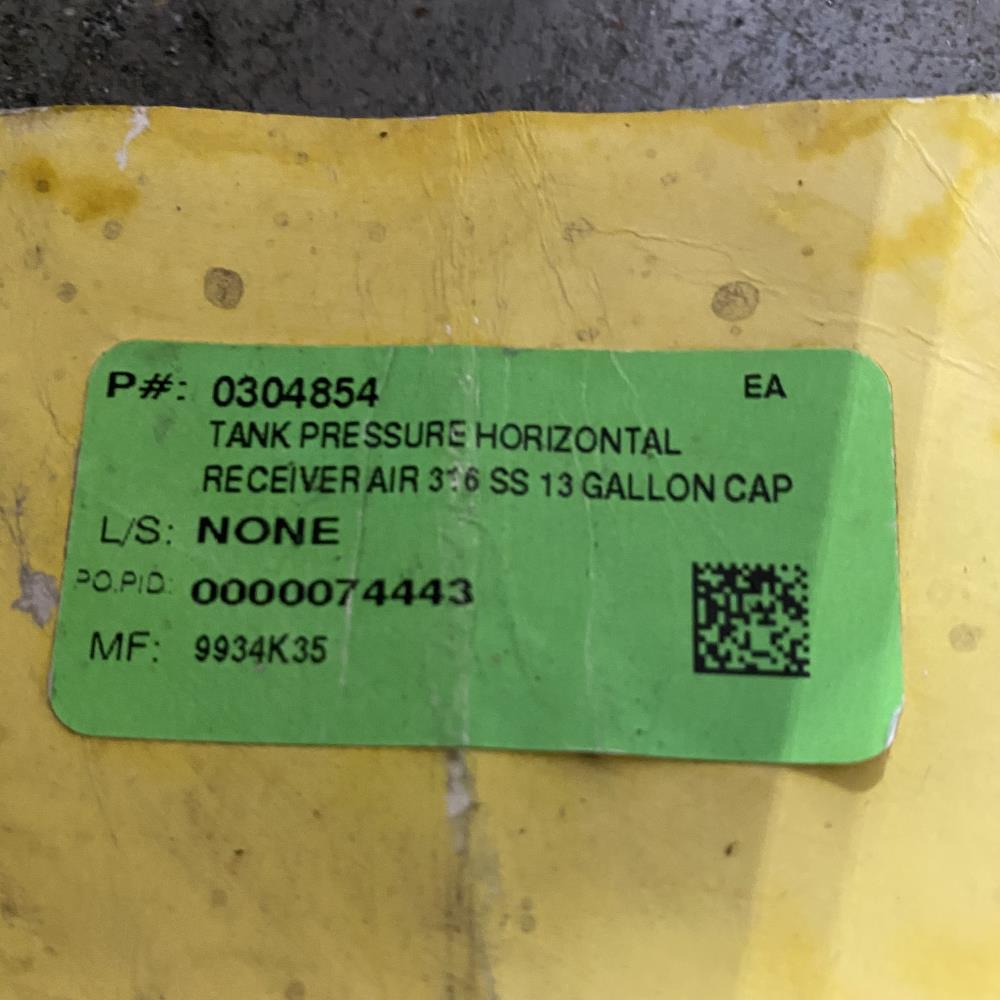 P#: 0304854 EA
TANK PRESSURE HORIZONTAL
RECEIVER AIR 316 SS 13 GALLON CAP
L/S: NONE
PO.PID: 0000074443
MF: 9934K35